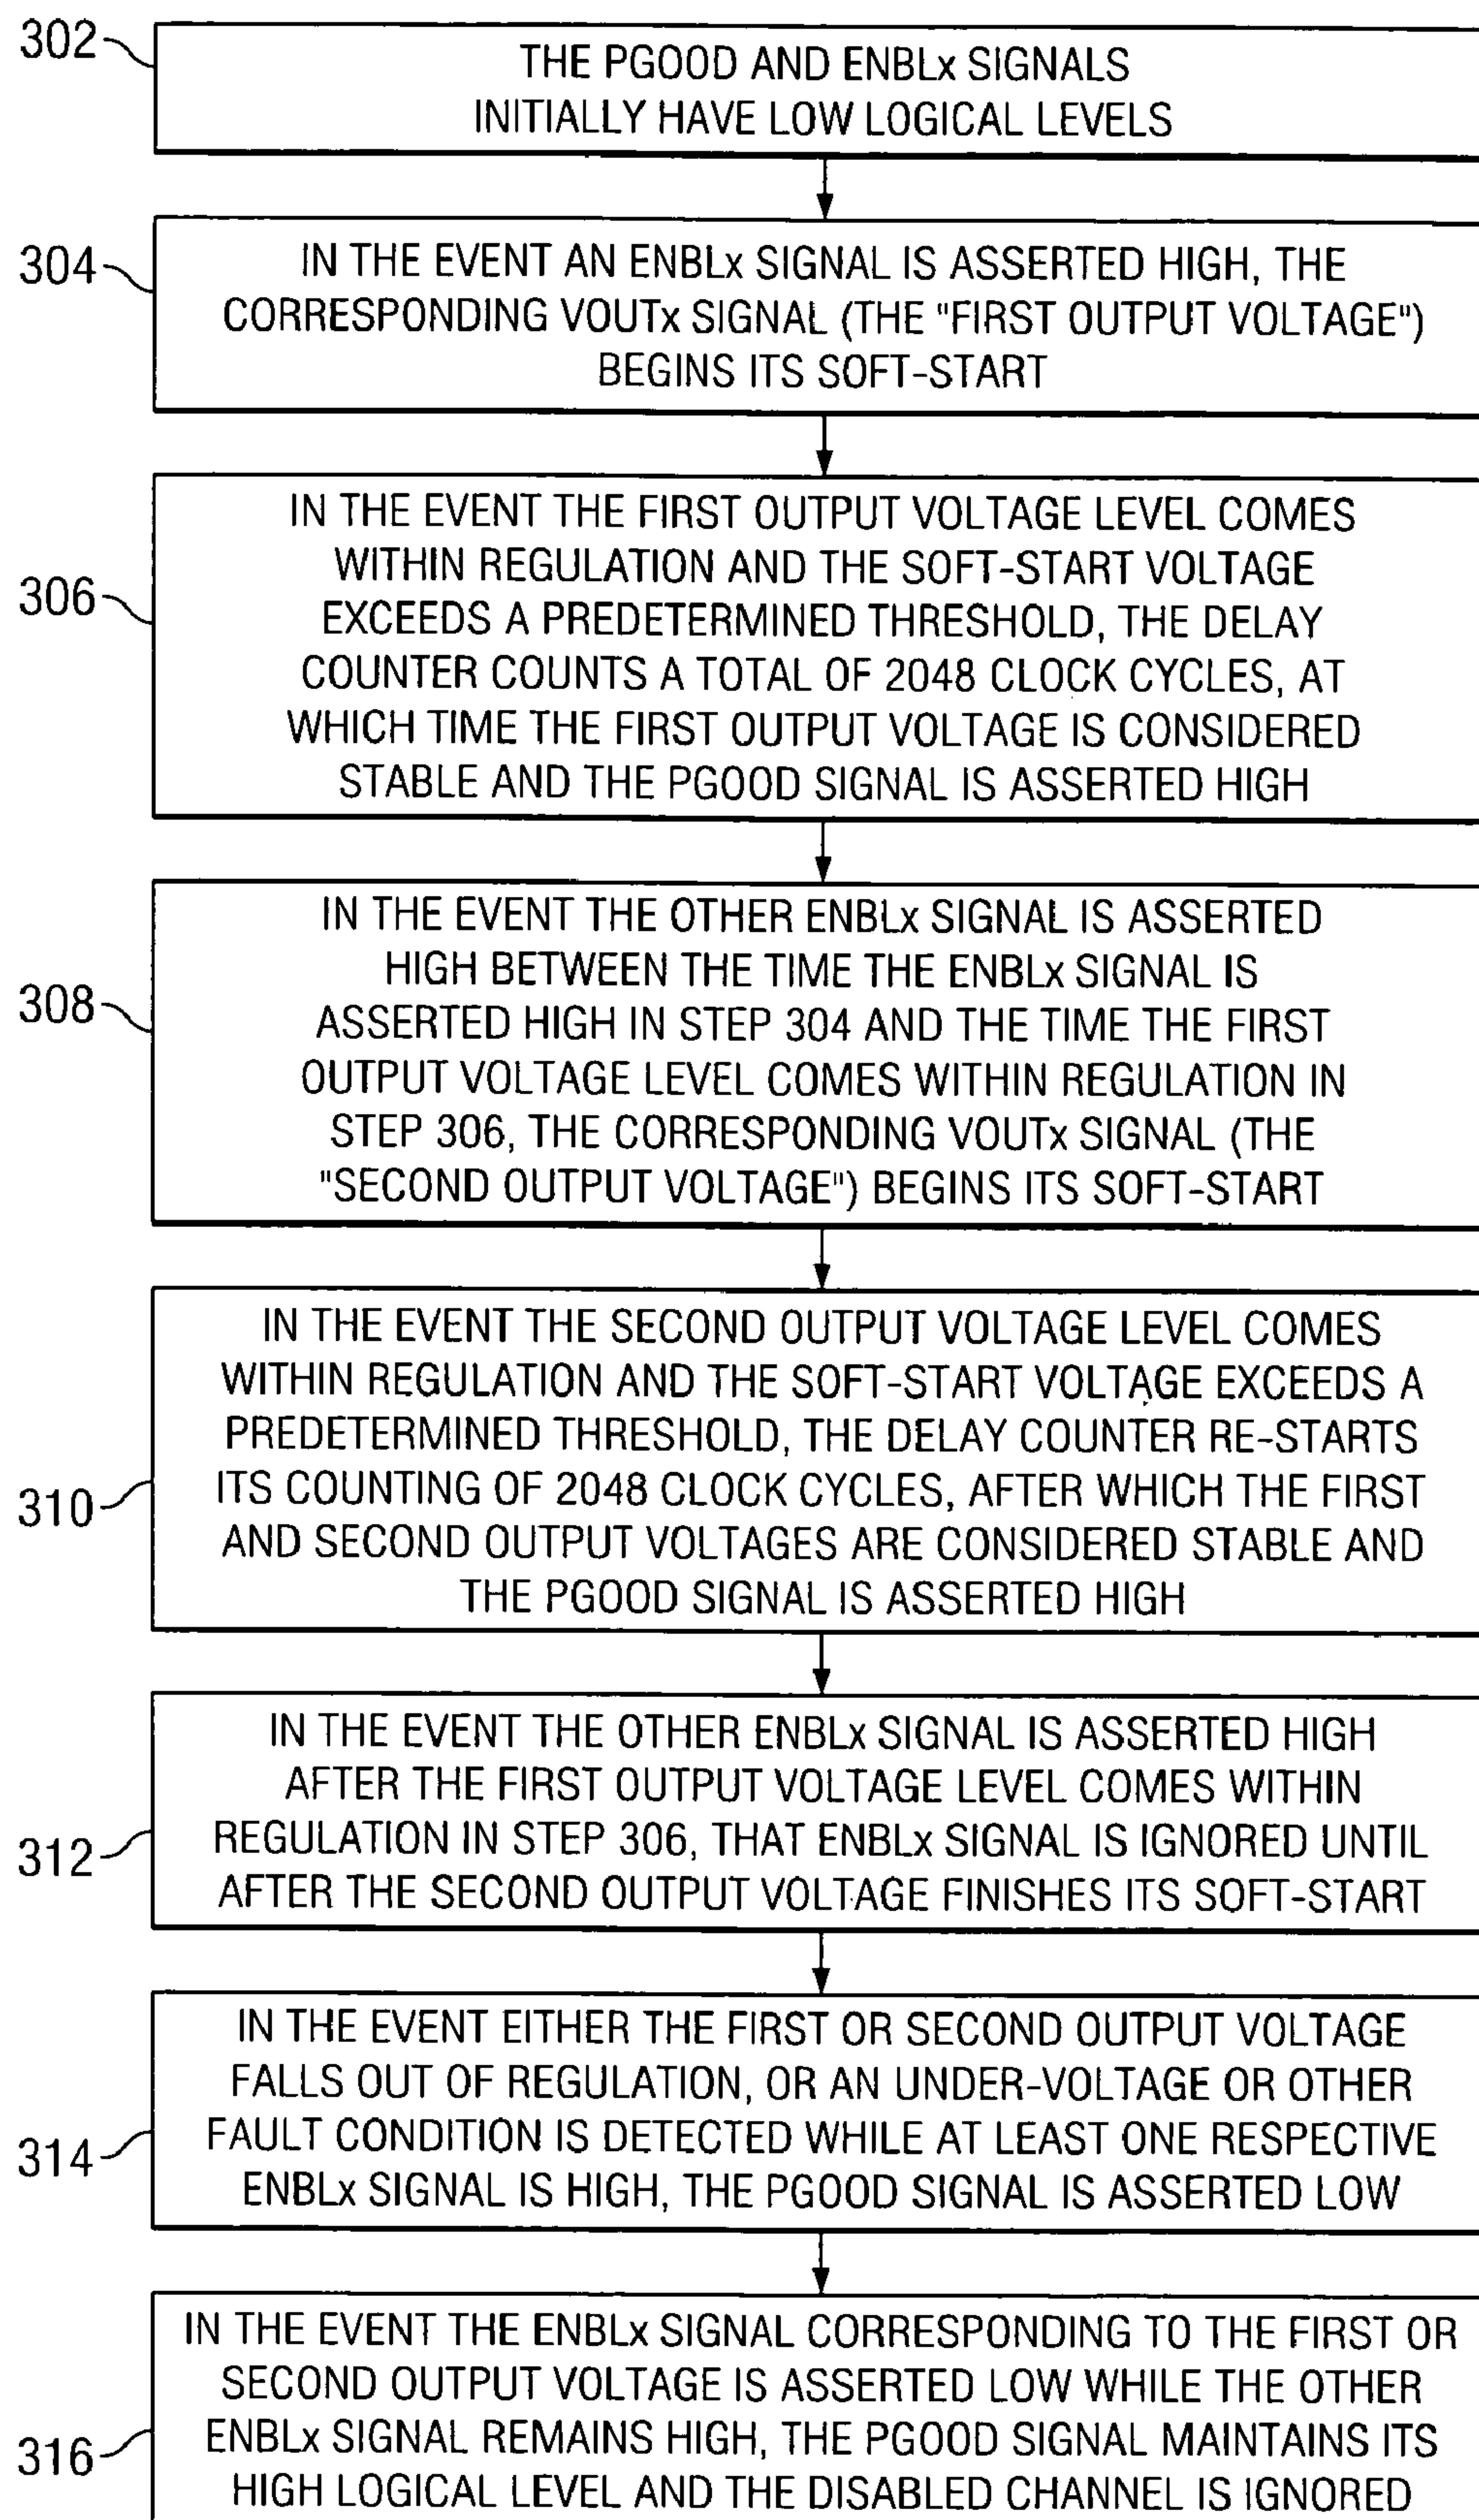 302
THE PGOOD AND ENBLx SIGNALS
INITIALLY HAVE LOW LOGICAL LEVELS
304
IN THE EVENT AN ENBLx SIGNAL IS ASSERTED HIGH, THE
CORRESPONDING VOUTx SIGNAL (THE "FIRST OUTPUT VOLTAGE")
BEGINS ITS SOFT-START
306
IN THE EVENT THE FIRST OUTPUT VOLTAGE LEVEL COMES
WITHIN REGULATION AND THE SOFT-START VOLTAGE
EXCEEDS A PREDETERMINED THRESHOLD, THE DELAY
COUNTER COUNTS A TOTAL OF 2048 CLOCK CYCLES, AT
WHICH TIME THE FIRST OUTPUT VOLTAGE IS CONSIDERED
STABLE AND THE PGOOD SIGNAL IS ASSERTED HIGH
308
IN THE EVENT THE OTHER ENBLx SIGNAL IS ASSERTED
HIGH BETWEEN THE TIME THE ENBLx SIGNAL IS
ASSERTED HIGH IN STEP 304 AND THE TIME THE FIRST
OUTPUT VOLTAGE LEVEL COMES WITHIN REGULATION IN
STEP 306, THE CORRESPONDING VOUTx SIGNAL (THE
"SECOND OUTPUT VOLTAGE") BEGINS ITS SOFT-START
310
IN THE EVENT THE SECOND OUTPUT VOLTAGE LEVEL COMES
WITHIN REGULATION AND THE SOFT-START VOLTAGE EXCEEDS A
PREDETERMINED THRESHOLD, THE DELAY COUNTER RE-STARTS
ITS COUNTING OF 2048 CLOCK CYCLES, AFTER WHICH THE FIRST
AND SECOND OUTPUT VOLTAGES ARE CONSIDERED STABLE AND
THE PGOOD SIGNAL IS ASSERTED HIGH
312
IN THE EVENT THE OTHER ENBLx SIGNAL IS ASSERTED HIGH
AFTER THE FIRST OUTPUT VOLTAGE LEVEL COMES WITHIN
REGULATION IN STEP 306, THAT ENBLx SIGNAL IS IGNORED UNTIL
AFTER THE SECOND OUTPUT VOLTAGE FINISHES ITS SOFT-START
314
IN THE EVENT EITHER THE FIRST OR SECOND OUTPUT VOLTAGE
FALLS OUT OF REGULATION, OR AN UNDER-VOLTAGE OR OTHER
FAULT CONDITION IS DETECTED WHILE AT LEAST ONE RESPECTIVE
ENBLx SIGNAL IS HIGH, THE PGOOD SIGNAL IS ASSERTED LOW
316
IN THE EVENT THE ENBLx SIGNAL CORRESPONDING TO THE FIRST OR
SECOND OUTPUT VOLTAGE IS ASSERTED LOW WHILE THE OTHER
ENBLx SIGNAL REMAINS HIGH, THE PGOOD SIGNAL MAINTAINS ITS
HIGH LOGICAL LEVEL AND THE DISABLED CHANNEL IS IGNORED